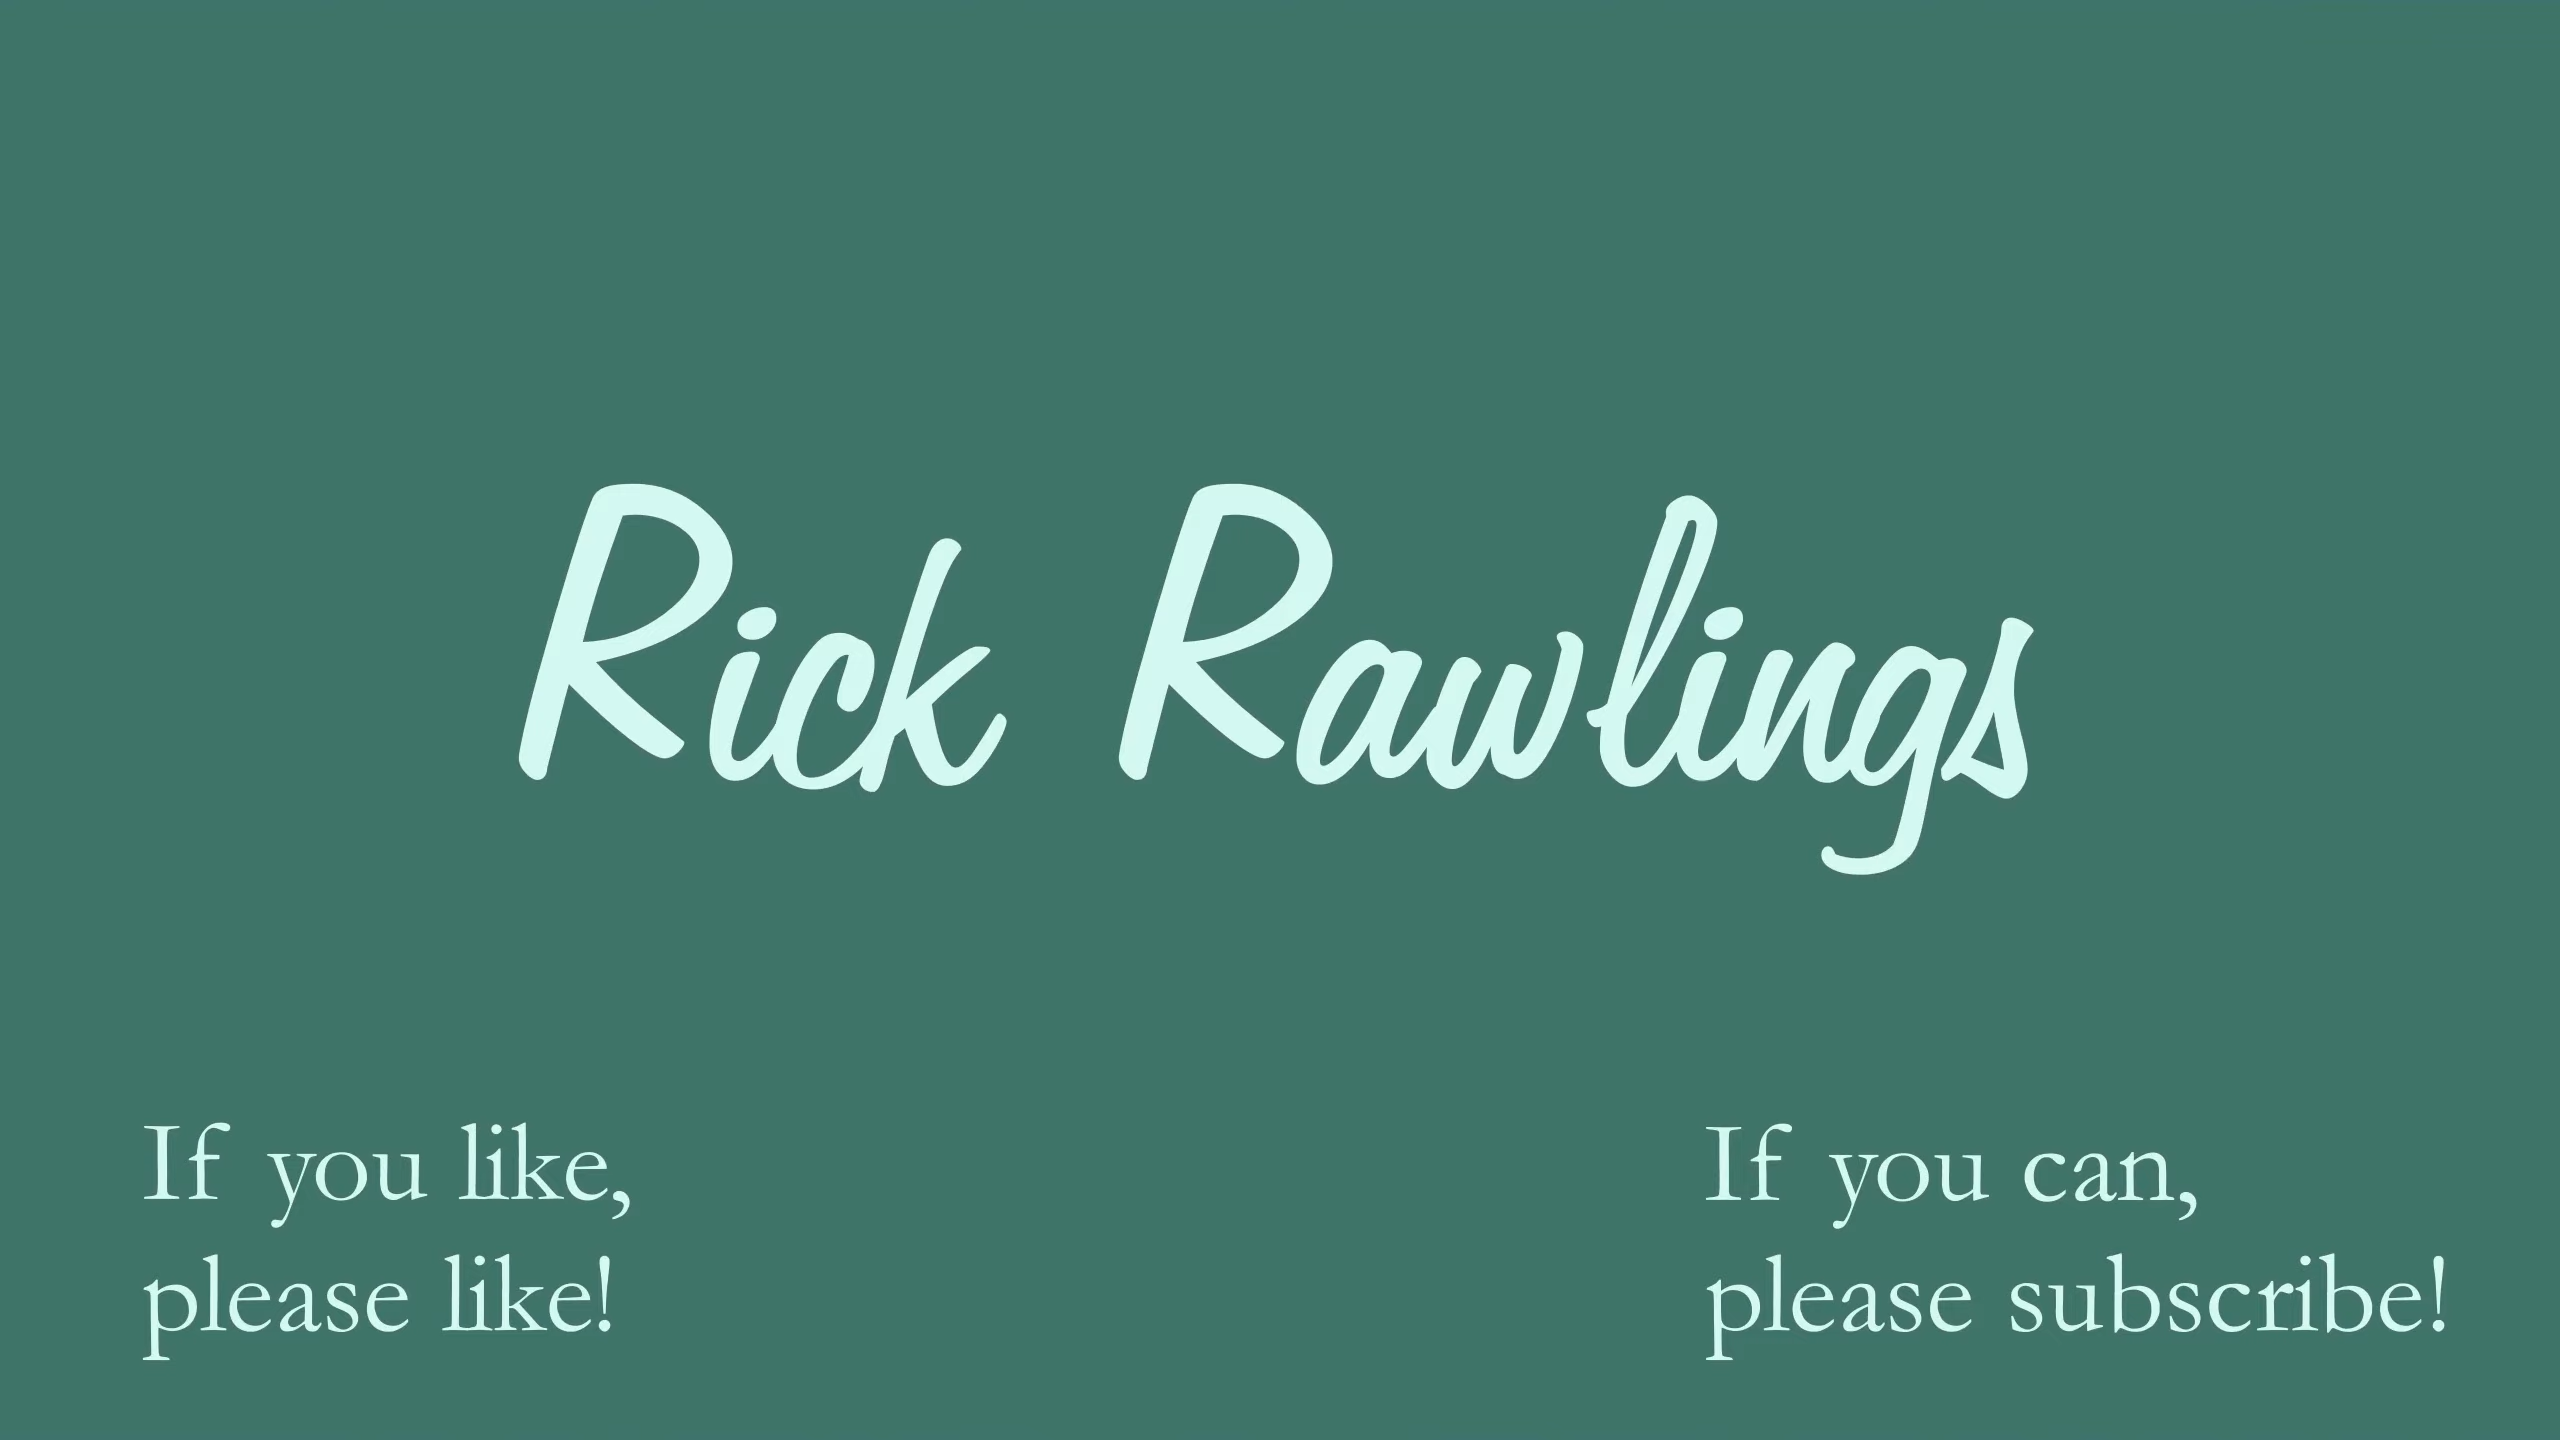 Rick Rawlings
If you like,
please like!
If you can,
please subscribe!